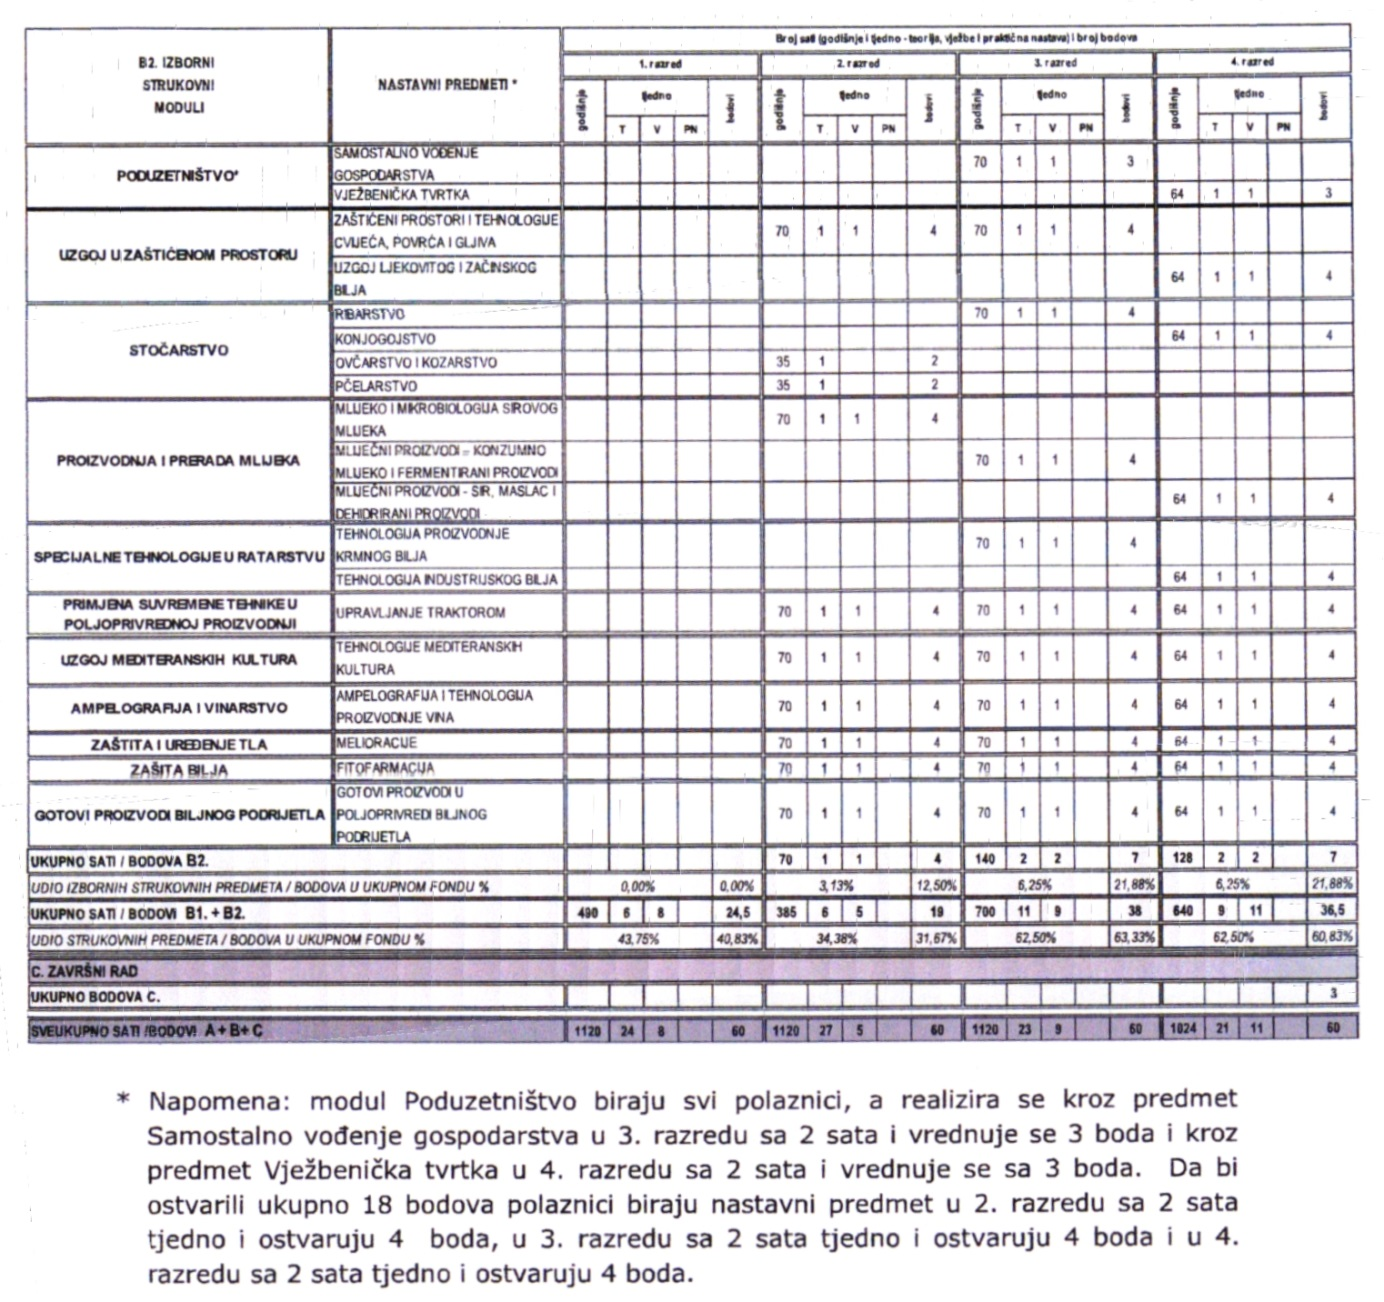 Broj sati (godišnje i tjedno - teorija, vježbe i praktična nastava) i broj bodova
B2. IZBORNI STRUKOVNI MODULI | NASTAVNI PREDMETI * | 1. razred | 2. razred | 3. razred | 4. razred
godišnje | tjedno | bodovi | godišnje | tjedno | bodovi | godišnje | tjedno | bodovi | godišnje | tjedno | bodovi
T V PN | T V PN | T V PN | T V PN
PODUZETNIŠTVO*
SAMOSTALNO VOĐENJE
GOSPODARSTVA 70 1 1 3
VJEŽBENIČKA TVRTKA 64 1 1 3
UZGOJ U ZAŠTIĆENOM PROSTORU
ZAŠTIĆENI PROSTORI I TEHNOLOGIJE
CVIJEĆA, POVRĆA I GLJIVA 70 1 1 4 70 1 1 4
UZGOJ LJEKOVITOG I ZAČINSKOG
BILJA 64 1 1 4
STOČARSTVO
RIBARSTVO 70 1 1 4
KONJOGOJSTVO 64 1 1 4
OVČARSTVO I KOZARSTVO 35 1 2
PČELARSTVO 35 1 2
PROIZVODNJA I PRERADA MLIJEKA
MLIJEKO I MIKROBIOLOGIJA SIROVOG
MLIJEKA 70 1 1 4
MLIJEČNI PROIZVODI – KONZUMNO
MLIJEKO I FERMENTIRANI PROIZVODI 70 1 1 4
MLIJEČNI PROIZVODI - SIR, MASLAC I
DEHIDRIRANI PROIZVODI 64 1 1 4
SPECIJALNE TEHNOLOGIJE U RATARSTVU
TEHNOLOGIJA PROIZVODNJE
KRMNOG BILJA 70 1 1 4
TEHNOLOGIJA INDUSTRIJSKOG BILJA 64 1 1 4
PRIMJENA SUVREMENE TEHNIKE U
POLJOPRIVREDNOJ PROIZVODNJI
UPRAVLJANJE TRAKTOROM 70 1 1 4 70 1 1 4 64 1 1 4
UZGOJ MEDITERANSKIH KULTURA
TEHNOLOGIJE MEDITERANSKIH
KULTURA 70 1 1 4 70 1 1 4 64 1 1 4
AMPELOGRAFIJA I VINARSTVO
AMPELOGRAFIJA I TEHNOLOGIJA
PROIZVODNJE VINA 70 1 1 4 70 1 1 4 64 1 1 4
ZAŠTITA I UREĐENJE TLA MELIORACIJE 70 1 1 4 70 1 1 4 64 1 1 4
ZAŠITA BILJA FITOFARMACIJA 70 1 1 4 70 1 1 4 64 1 1 4
GOTOVI PROIZVODI BILJNOG PODRIJETLA
GOTOVI PROIZVODI U
POLJOPRIVREDI BILJNOG
PODRIJETLA 70 1 1 4 70 1 1 4 64 1 1 4
UKUPNO SATI / BODOVA B2. 70 1 1 4 140 2 2 7 128 2 2 7
UDIO IZBORNIH STRUKOVNIH PREDMETA / BODOVA U UKUPNOM FONDU % 0,00% 0,00% 3,13% 12,50% 6,25% 21,88% 6,25% 21,88%
UKUPNO SATI / BODOVI B1. + B2. 490 6 8 24,5 385 6 5 19 700 11 9 38 640 9 11 36,5
UDIO STRUKOVNIH PREDMETA / BODOVA U UKUPNOM FONDU % 43,75% 40,83% 34,38% 31,67% 62,50% 63,33% 62,50% 60,83%
C. ZAVRŠNI RAD
UKUPNO BODOVA C. 3
SVEUKUPNO SATI /BODOVI A + B + C 1120 24 8 60 1120 27 5 60 1120 23 9 60 1024 21 11 60
* Napomena: modul Poduzetništvo biraju svi polaznici, a realizira se kroz predmet
Samostalno vođenje gospodarstva u 3. razredu sa 2 sata i vrednuje se 3 boda i kroz
predmet Vježbenička tvrtka u 4. razredu sa 2 sata i vrednuje se sa 3 boda. Da bi
ostvarili ukupno 18 bodova polaznici biraju nastavni predmet u 2. razredu sa 2 sata
tjedno i ostvaruju 4 boda, u 3. razredu sa 2 sata tjedno i ostvaruju 4 boda i u 4.
razredu sa 2 sata tjedno i ostvaruju 4 boda.